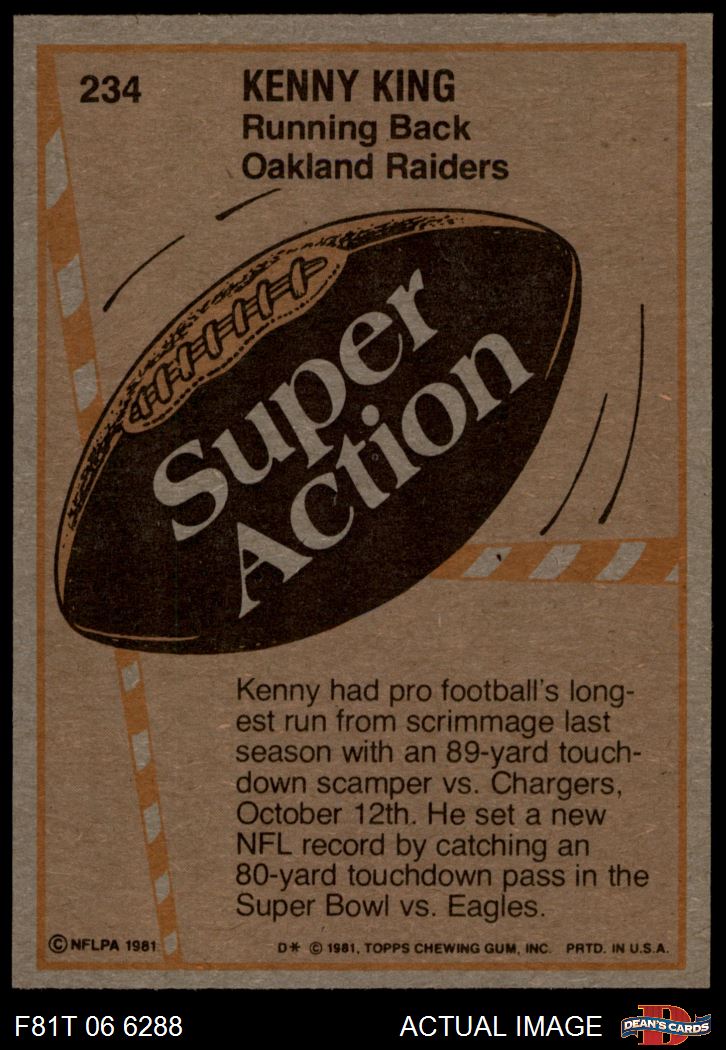 234
KENNY KING
Running Back
Oakland Raiders
Super
Action
Kenny had pro football's long-
est run from scrimmage last
season with an 89-yard touch-
down scamper vs. Chargers,
October 12th. He set a new
NFL record by catching an
80-yard touchdown pass in the
Super Bowl vs. Eagles.
© NFLPA 1981
D* © 1981, TOPPS CHEWING GUM, INC. PRTD. IN U.S.A.
F81T 06 6288
ACTUAL IMAGE
D
DEAN'S CARDS